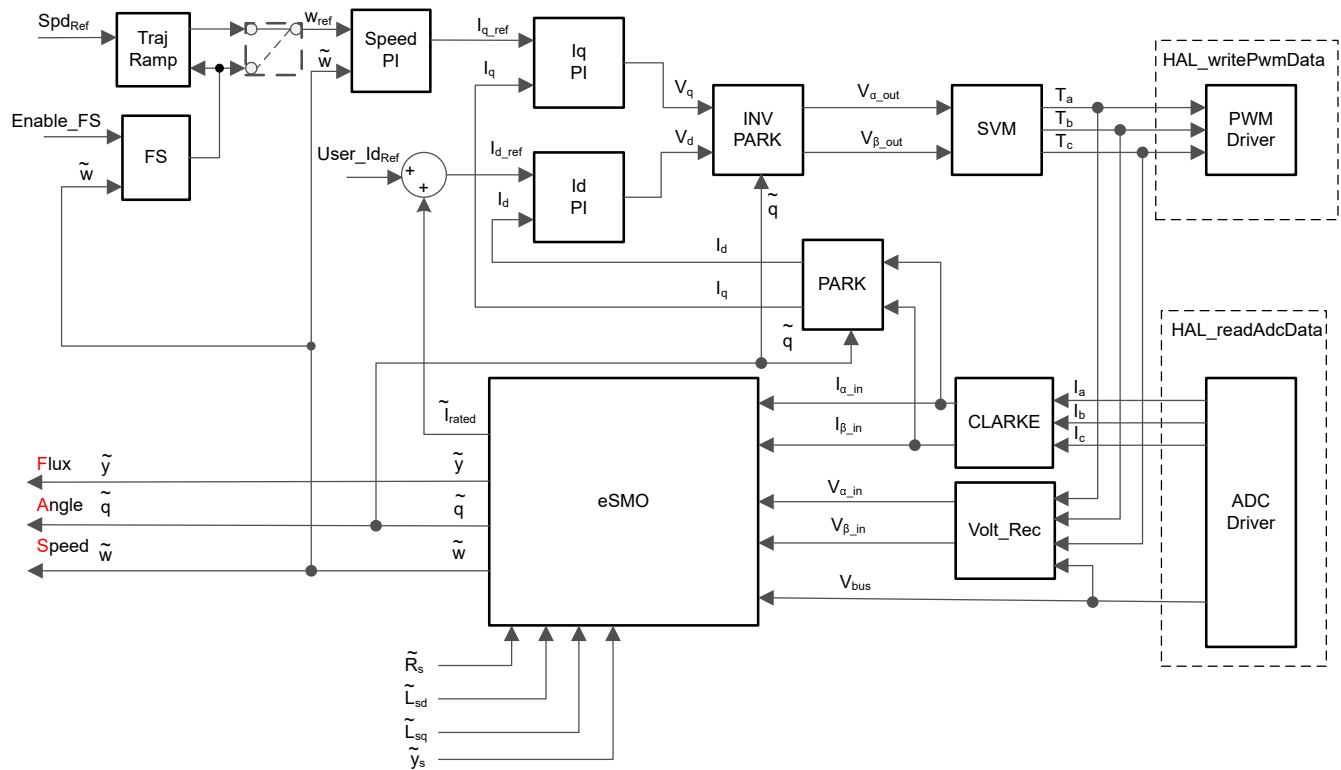 Spd_Ref
Traj
Ramp
w_ref
w̃
Speed
PI
I_q_ref
I_q
Iq
PI
V_q
V_d
INV
PARK
V_α_out
V_β_out
SVM
T_a
T_b
T_c
HAL_writePwmData
PWM
Driver
Enable_FS
w̃
FS
User_Id_Ref
+
+
I_d_ref
I_d
Id
PI
q̃
I_d
I_q
PARK
q̃
HAL_readAdcData
Ĩ_rated
eSMO
I_α_in
I_β_in
CLARKE
I_a
I_b
I_c
ADC
Driver
Flux ỹ
ỹ
Angle q̃
q̃
Speed w̃
w̃
V_α_in
V_β_in
Volt_Rec
V_bus
R̃_s
L̃_sd
L̃_sq
ỹ_s